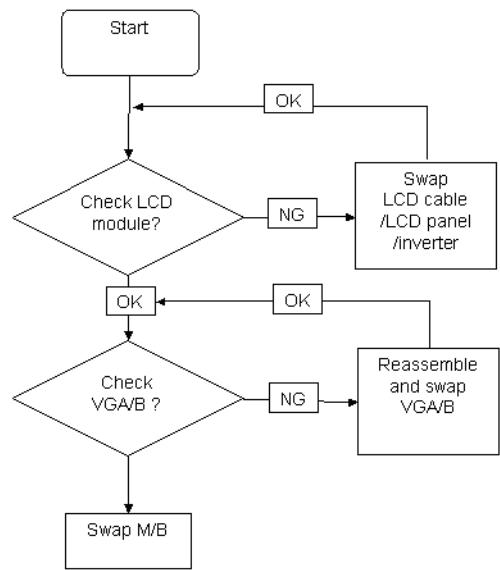 Start
OK
Check LCD
module?
NG
Swap
LCD cable
/LCD panel
/inverter
OK
OK
Check
VGA/B ?
NG
Reassemble
and swap
VGA/B
Swap M/B